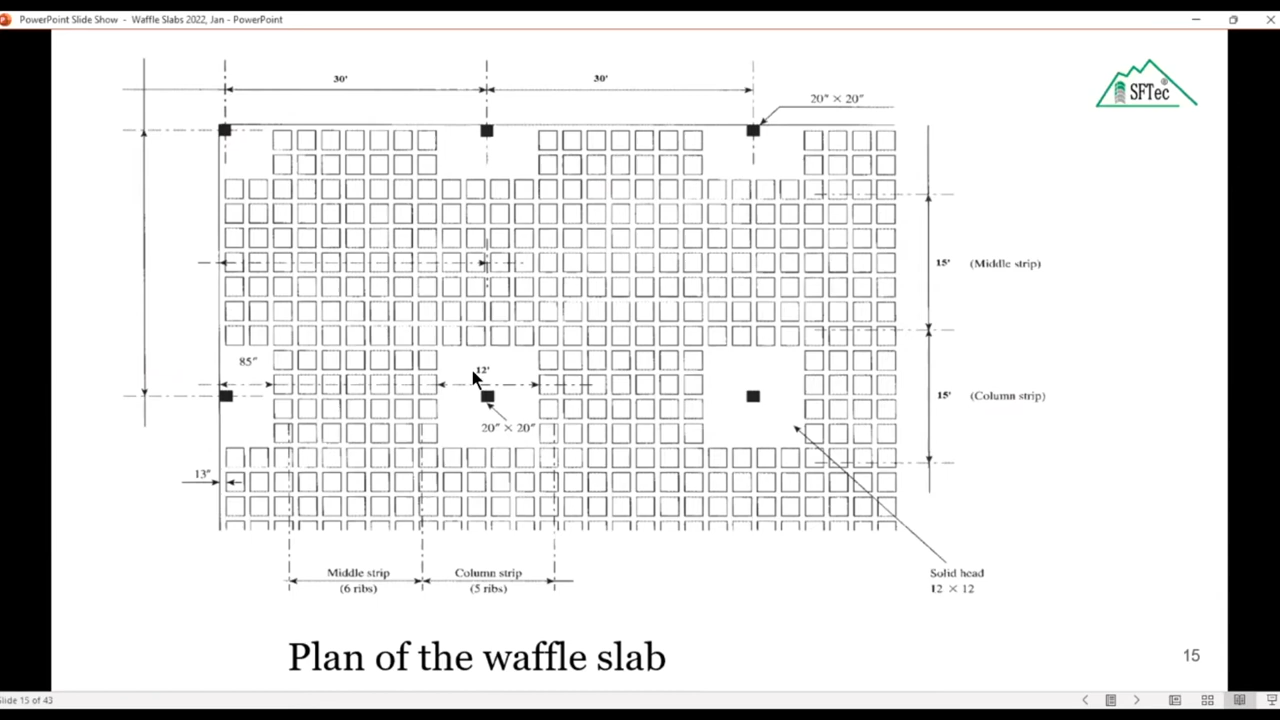 PowerPoint Slide Show - Waffle Slabs 2022, Jan - PowerPoint
30'
30'
20" × 20"
SFTec®
15' (Middle strip)
85"
12'
15' (Column strip)
20" × 20"
13"
Middle strip
(6 ribs)
Column strip
(5 ribs)
Solid head
12 × 12
Plan of the waffle slab
15
Slide 15 of 43